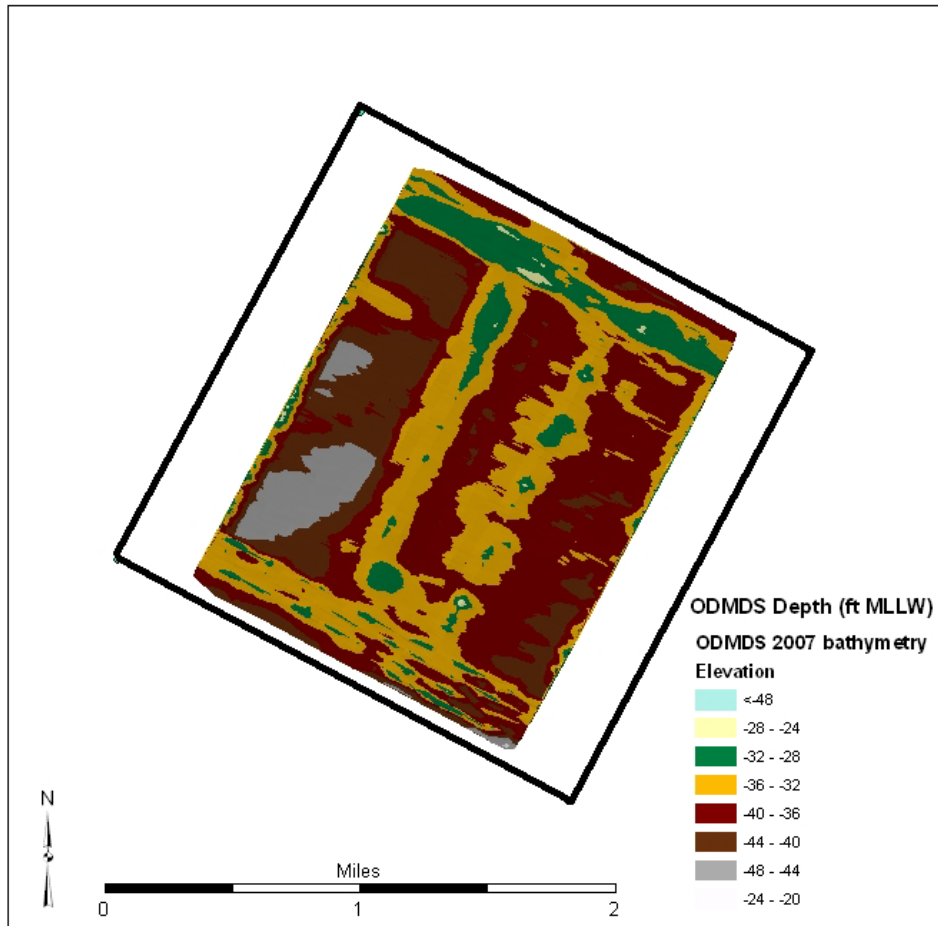 ODMDS Depth (ft MLLW)
ODMDS 2007 bathymetry
Elevation
<-48
-28 - -24
-32 - -28
-36 - -32
-40 - -36
-44 - -40
-48 - -44
-24 - -20
N
Miles
0 1 2